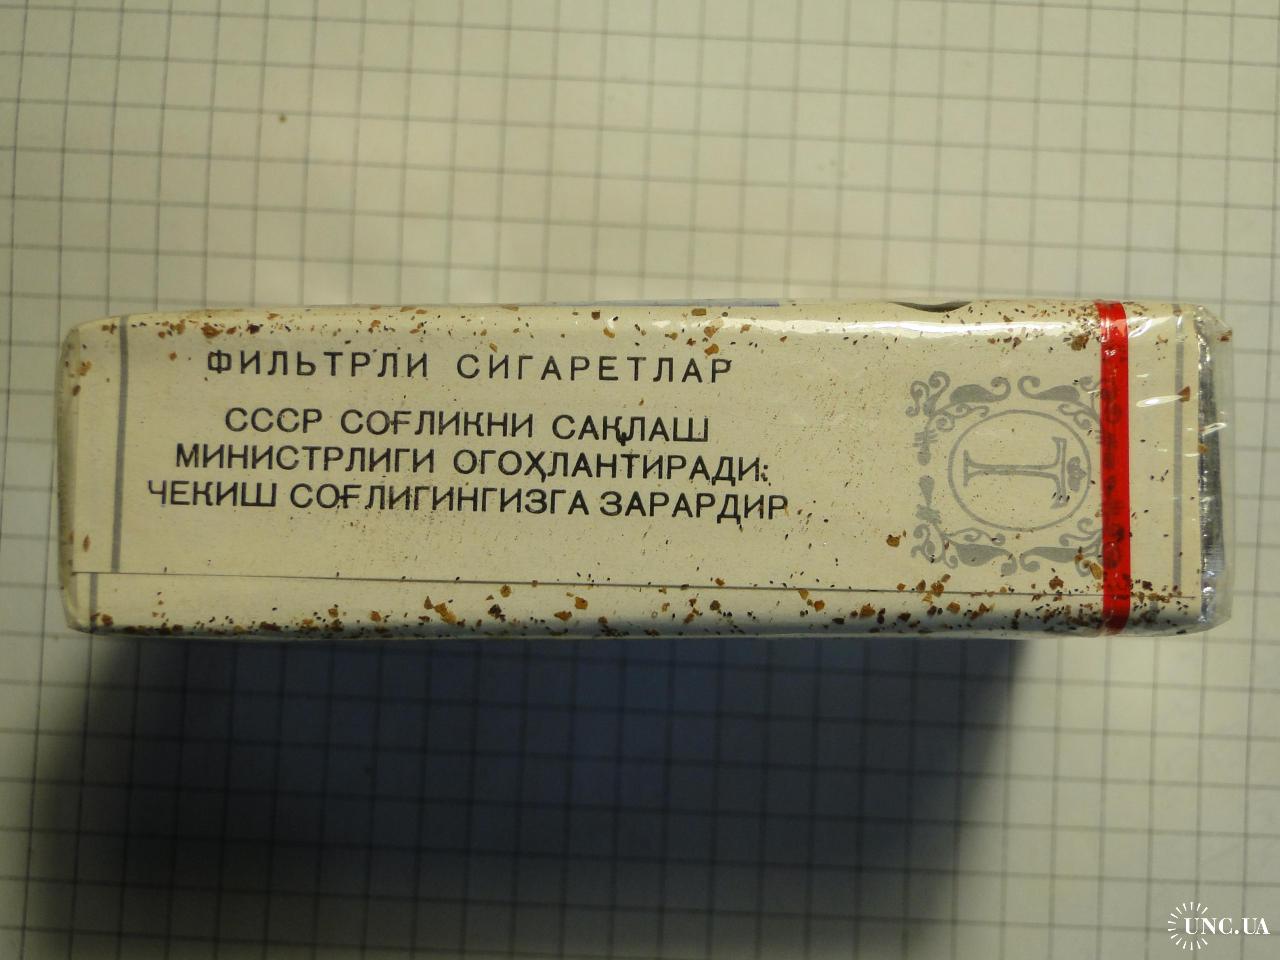 ФИЛЬТРЛИ СИГАРЕТЛАР
СССР СОҒЛИКНИ САҚЛАШ
МИНИСТРЛИГИ ОГОҲЛАНТИРАДИ:
ЧЕКИШ СОҒЛИГИНГИЗГА ЗАРАРДИР
T
UNC.UA